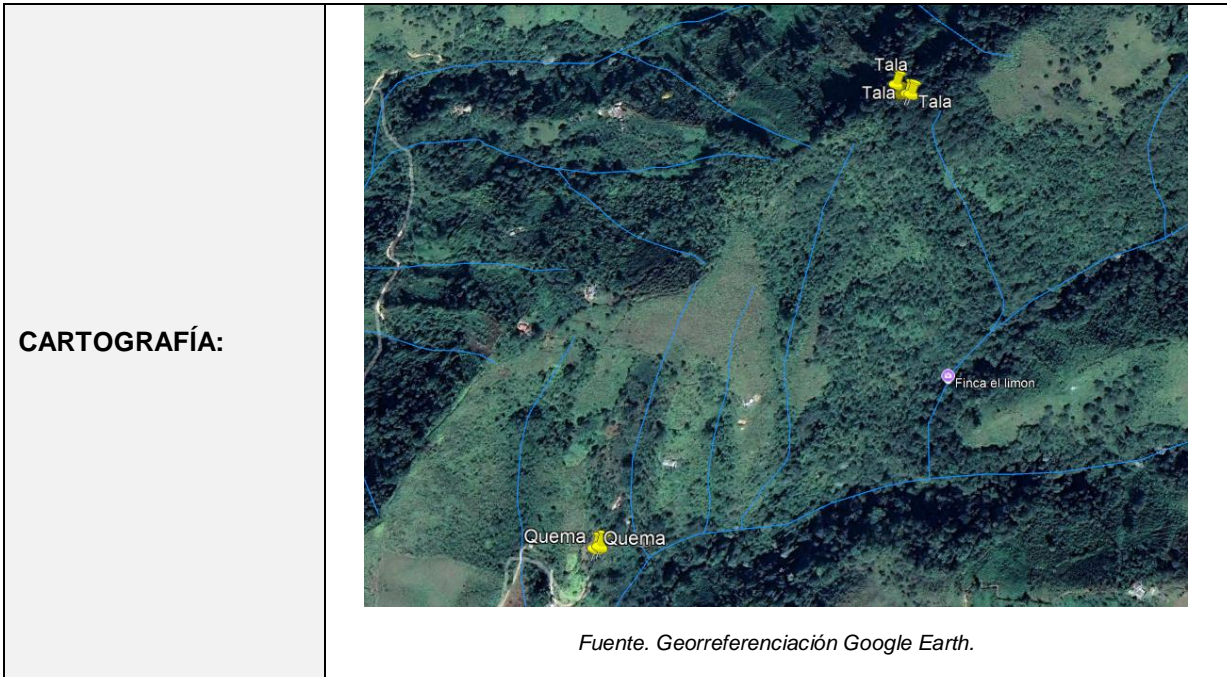 CARTOGRAFÍA:
Tala
Tala
Tala
Finca el limon
Quema
Quema
Fuente. Georreferenciación Google Earth.